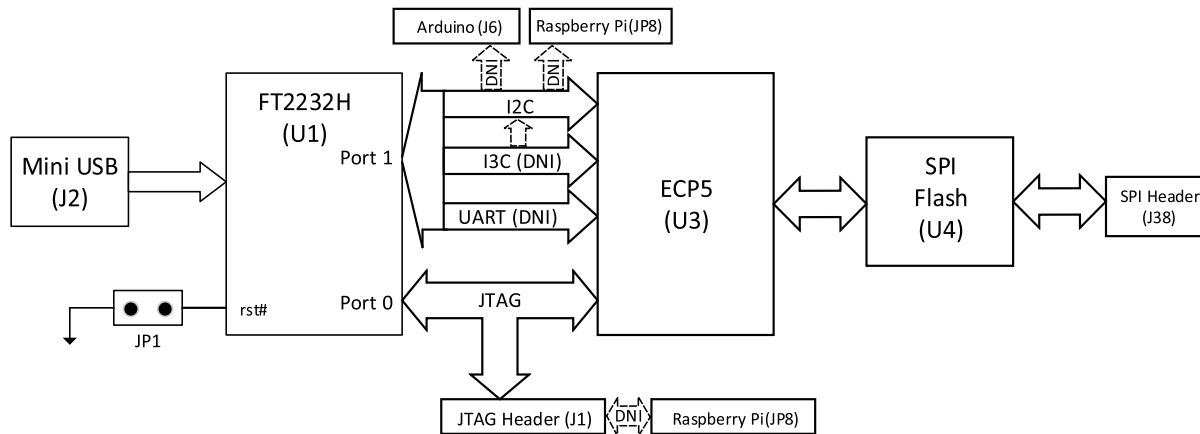 Arduino (J6)
Raspberry Pi(JP8)
DNI
DNI
FT2232H
(U1)
Port 1
I2C
I3C (DNI)
UART (DNI)
Mini USB
(J2)
ECP5
(U3)
SPI
Flash
(U4)
SPI Header
(J38)
rst#
Port 0
JTAG
JP1
JTAG Header (J1)
DNI
Raspberry Pi(JP8)